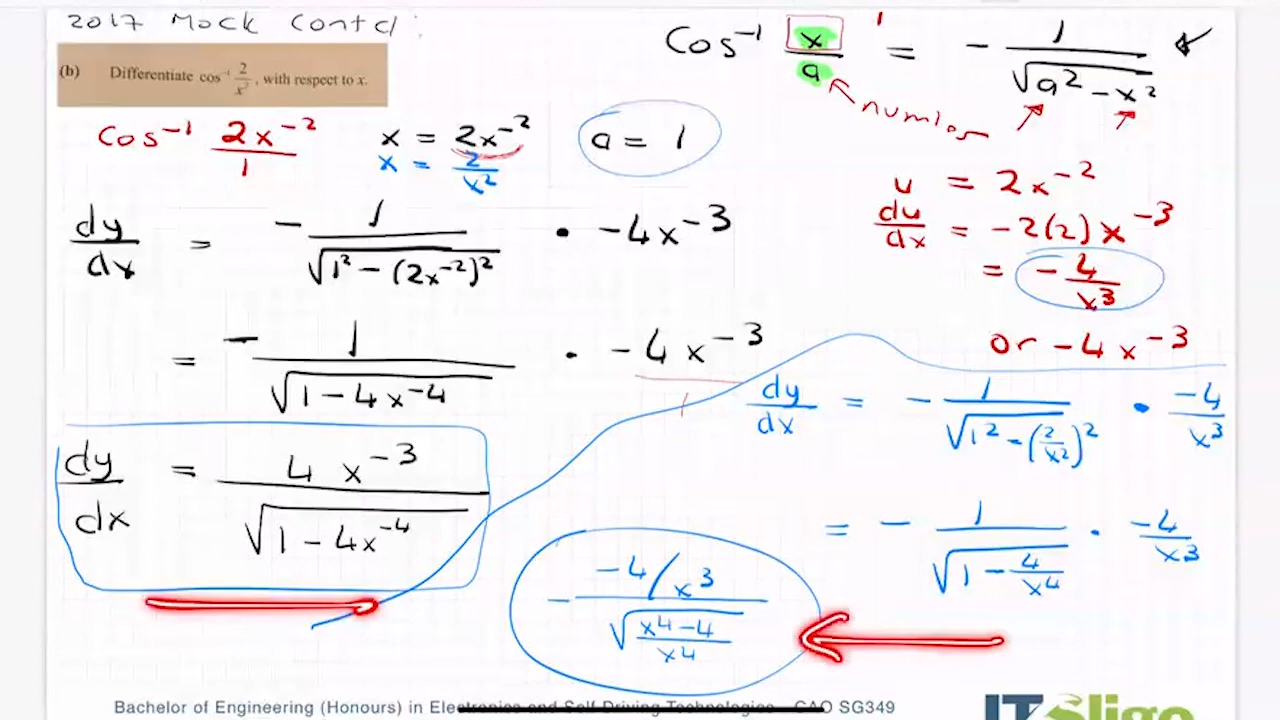 2017 Mock Contd :
(b) Differentiate cos⁻¹ 2/x², with respect to x.
cos⁻¹ x/a ' = - 1/√(a² - x²)
number
cos⁻¹ 2x⁻²/1
x = 2x⁻²
x = 2/x²
a = 1
dy/dx = - 1/√(1² - (2x⁻²)²) · -4x⁻³
= - 1/√(1 - 4x⁻⁴) · -4x⁻³
dy/dx = 4x⁻³/√(1 - 4x⁻⁴)
u = 2x⁻²
du/dx = -2(2)x⁻³
= -4/x³
or -4x⁻³
dy/dx = - 1/√(1² - (2/x²)²) · -4/x³
= - 1/√(1 - 4/x⁴) · -4/x³
- (-4/x³)/√((x⁴-4)/x⁴)
Bachelor of Engineering (Honours) in Electronics and Self Driving Technologies - CAO SG349
IT Sligo